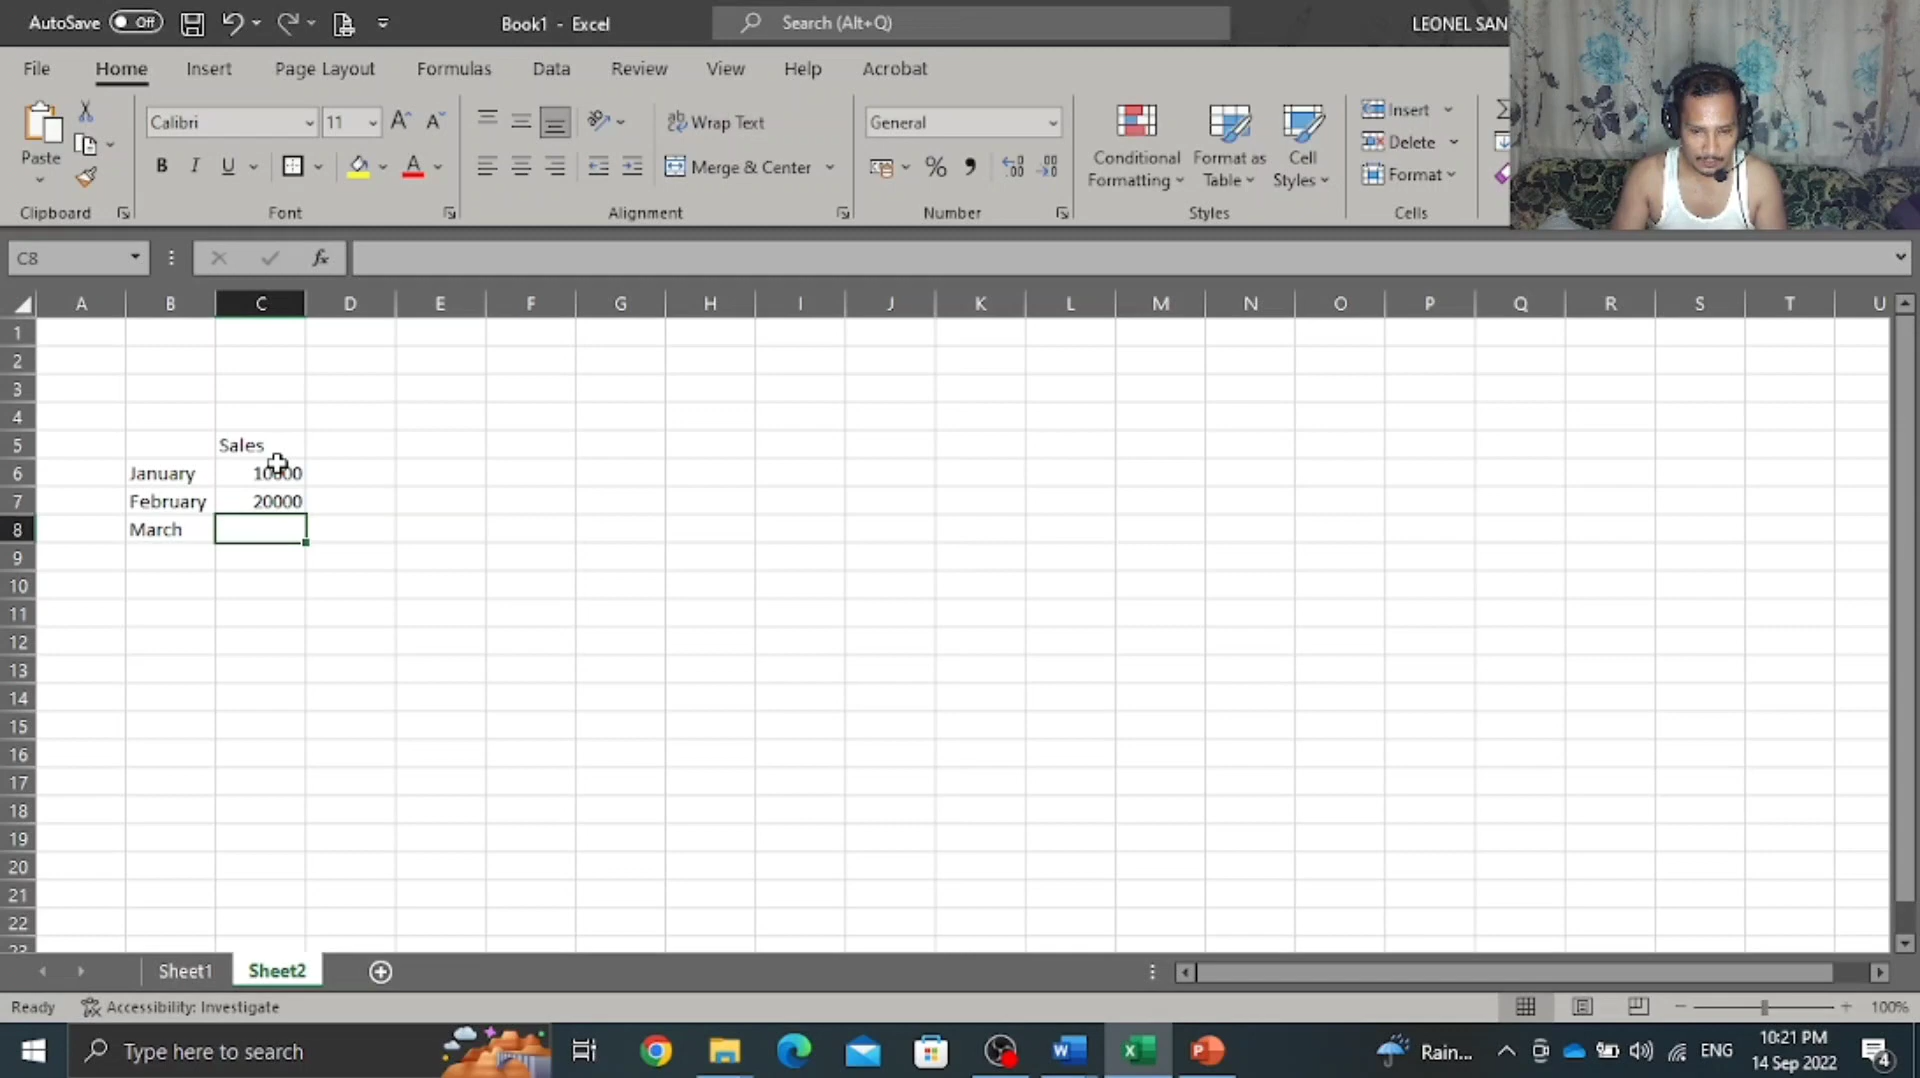 AutoSave Off Book1 - Excel Search (Alt+Q) LEONEL SAN
File Home Insert Page Layout Formulas Data Review View Help Acrobat
Calibri 11 Wrap Text General Insert
Paste B I U Merge & Center % Conditional Formatting Format as Table Cell Styles Delete
Format
Clipboard Font Alignment Number Styles Cells
C8 fx
A B C D E F G H I J K L M N O P Q R S T U
1
2
3
4
5 Sales
6 January 10000
7 February 20000
8 March
9
10
11
12
13
14
15
16
17
18
19
20
21
22
23
Sheet1 Sheet2
Ready Accessibility: Investigate 100%
Type here to search Rain... ENG 10:21 PM
14 Sep 2022 4